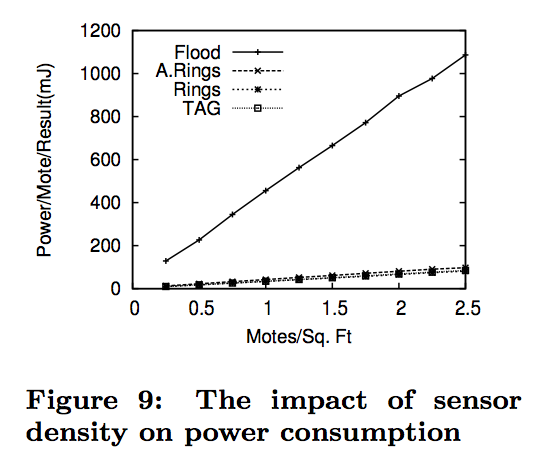 1200
1000
800
600
400
200
0
Power/Mote/Result(mJ)
Flood
A.Rings
Rings
TAG
0 0.5 1 1.5 2 2.5
Motes/Sq. Ft
Figure 9: The impact of sensor
density on power consumption